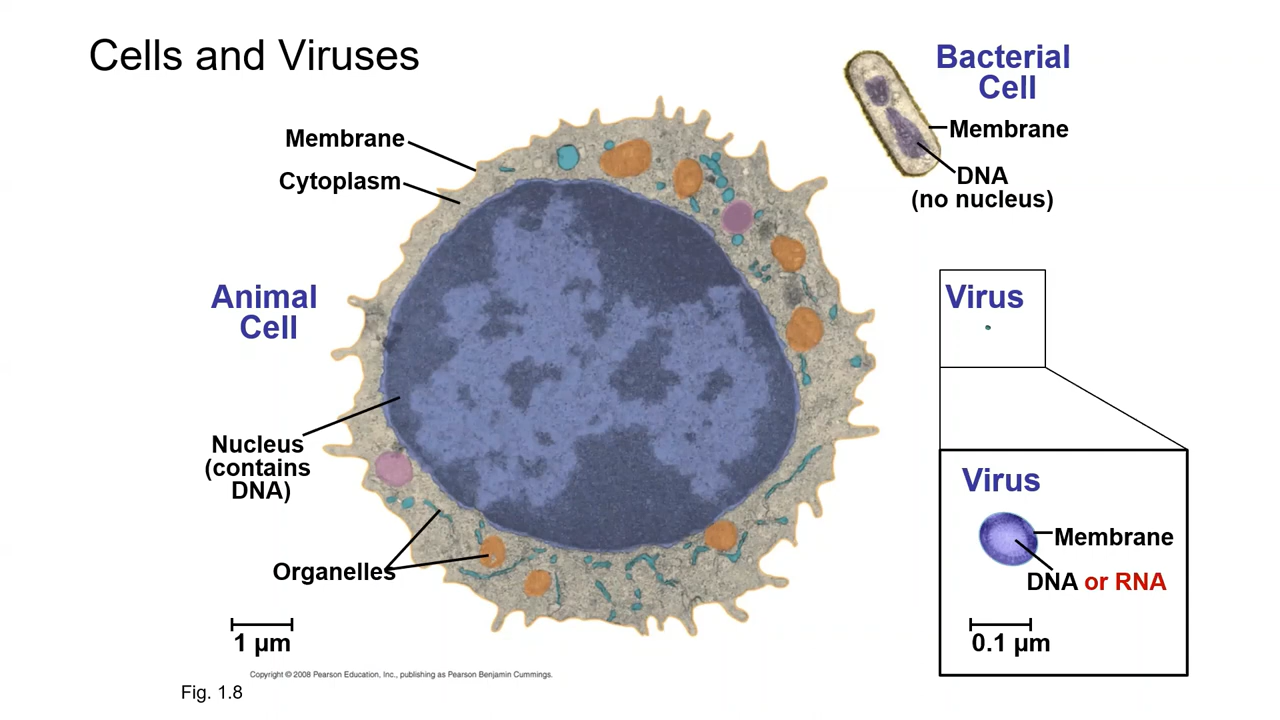 Cells and Viruses
Bacterial
Cell
Membrane
DNA
(no nucleus)
Membrane
Cytoplasm
Animal
Cell
Nucleus
(contains
DNA)
Organelles
1 µm
Virus
Virus
Membrane
DNA or RNA
0.1 µm
Copyright © 2008 Pearson Education, Inc., publishing as Pearson Benjamin Cummings.
Fig. 1.8